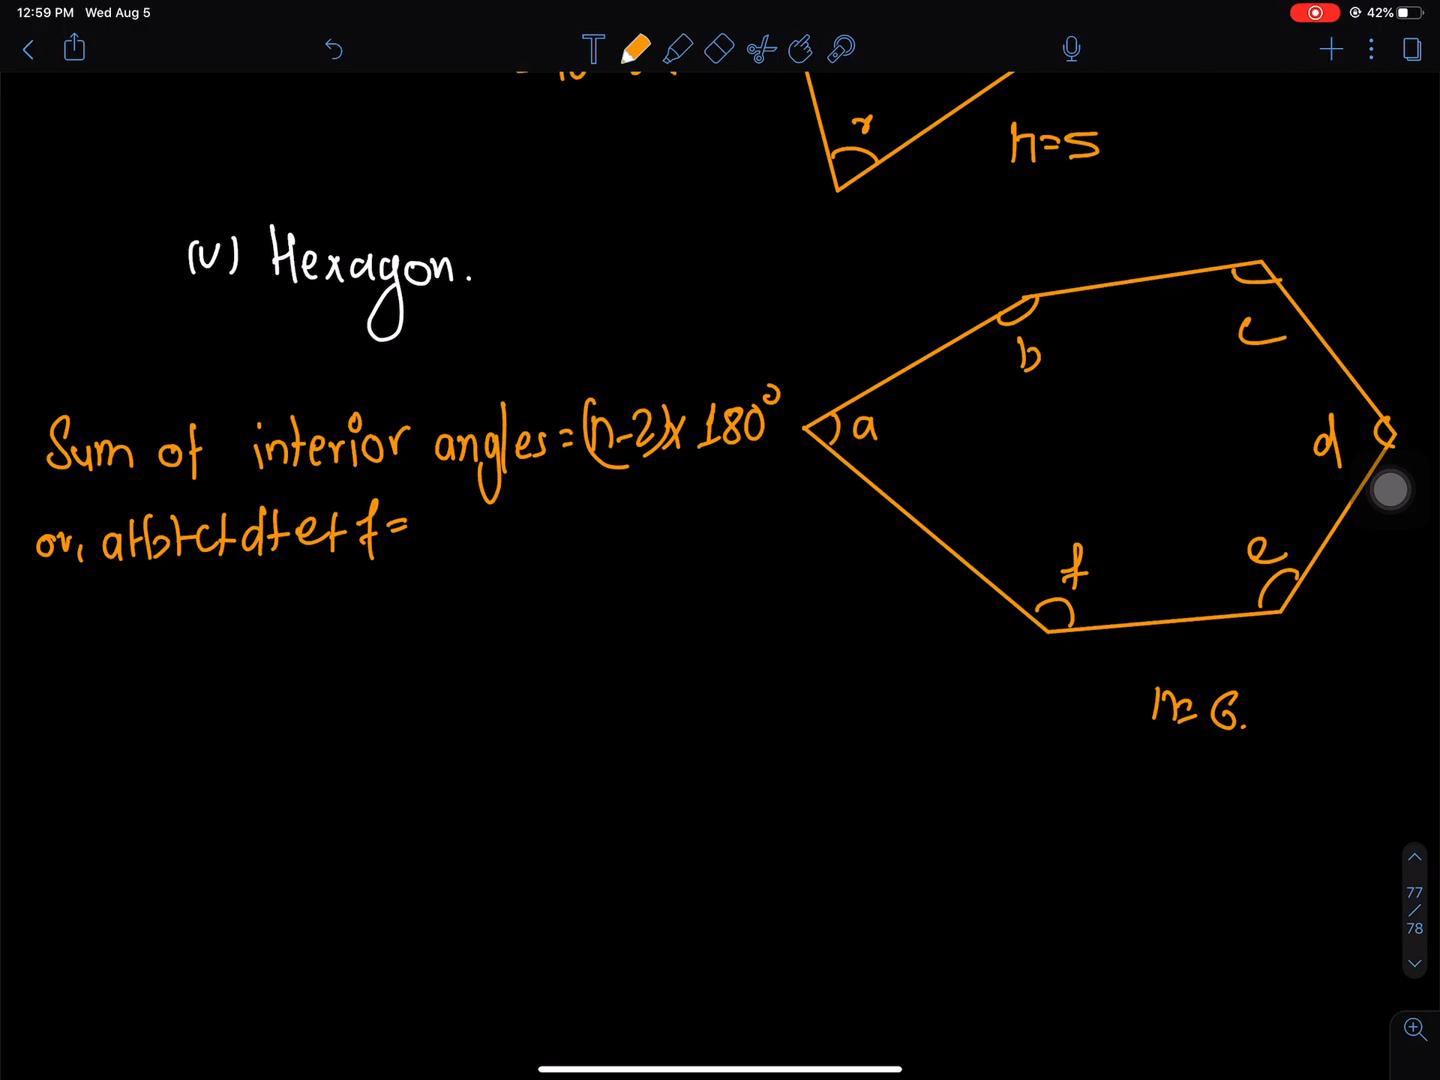 12:59 PM Wed Aug 5
42%
T
r
n=5
(v) Hexagon.
b
c
Sum of interior angles=(n-2)x 180°
a
d
or, a+b+c+d+e+f=
f
e
n= 6.
77
/
78